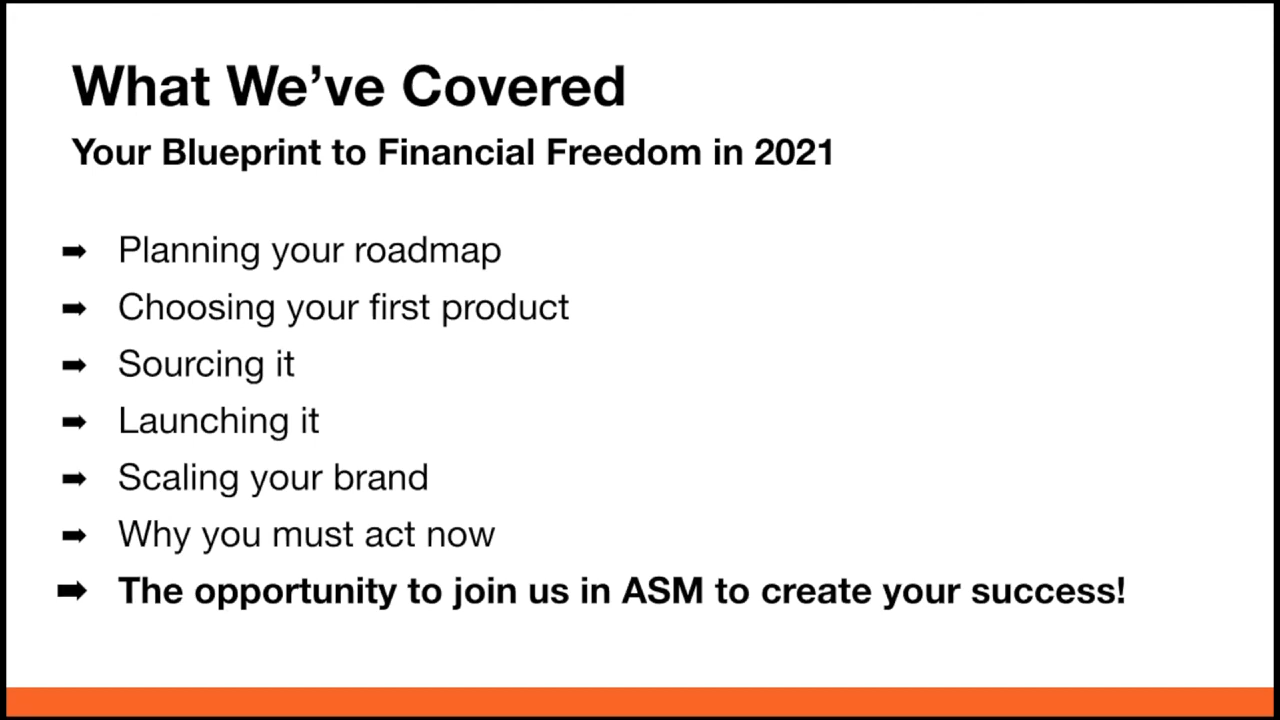 What We’ve Covered
Your Blueprint to Financial Freedom in 2021
➡ Planning your roadmap
➡ Choosing your first product
➡ Sourcing it
➡ Launching it
➡ Scaling your brand
➡ Why you must act now
➡ The opportunity to join us in ASM to create your success!